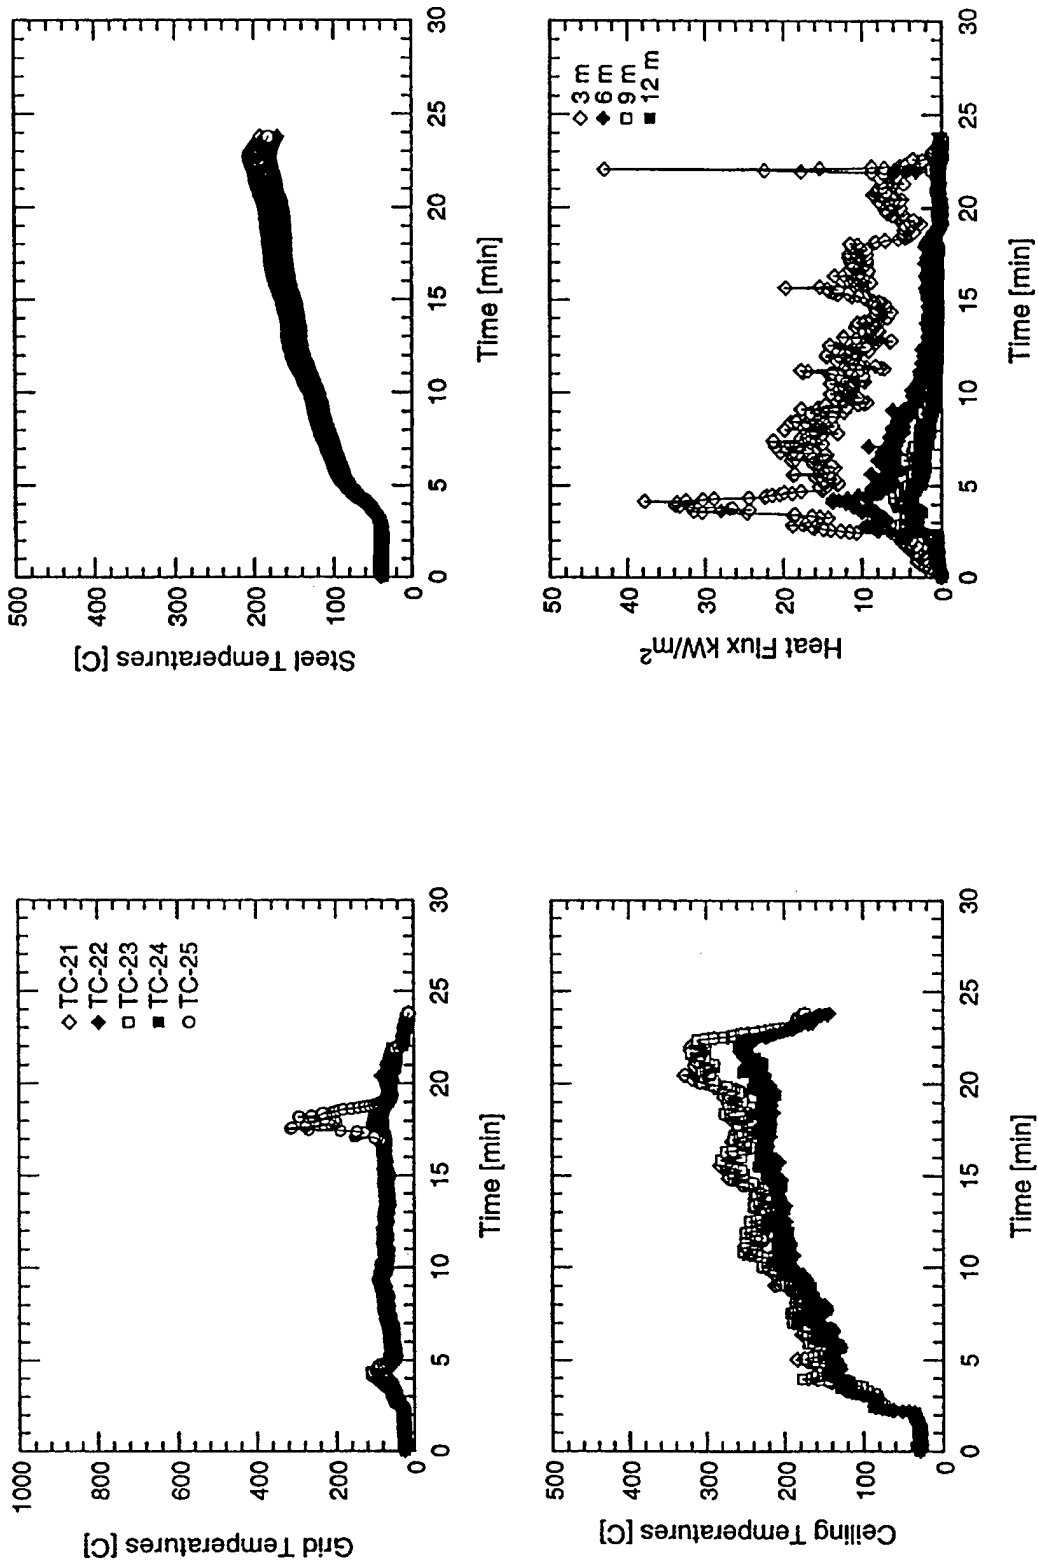 Grid Temperatures [C]
1000
800
600
400
200
0
0 5 10 15 20 25 30
Time [min]
TC-21
TC-22
TC-23
TC-24
TC-25
Steel Temperatures [C]
500
400
300
200
100
0
0 5 10 15 20 25 30
Time [min]
Ceiling Temperatures [C]
500
400
300
200
100
0
0 5 10 15 20 25 30
Time [min]
Heat Flux kW/m²
50
40
30
20
10
0
0 5 10 15 20 25 30
Time [min]
3 m
6 m
9 m
12 m